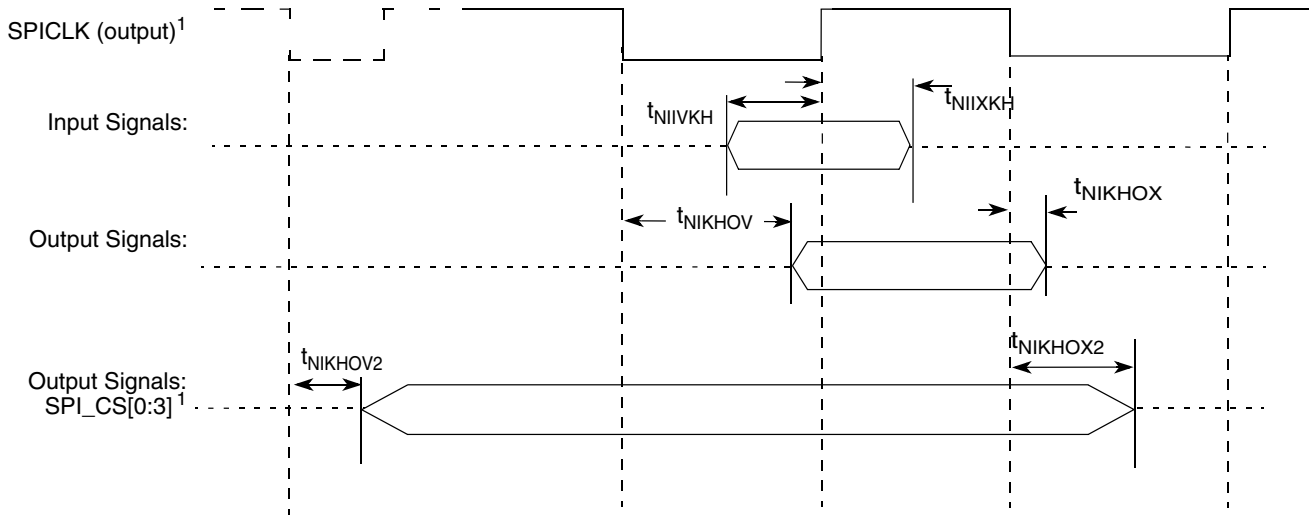 SPICLK (output)1
tNIIVKH
tNIIXKH
Input Signals:
tNIKHOX
tNIKHOV
Output Signals:
tNIKHOV2
tNIKHOX2
Output Signals:
SPI_CS[0:3]1